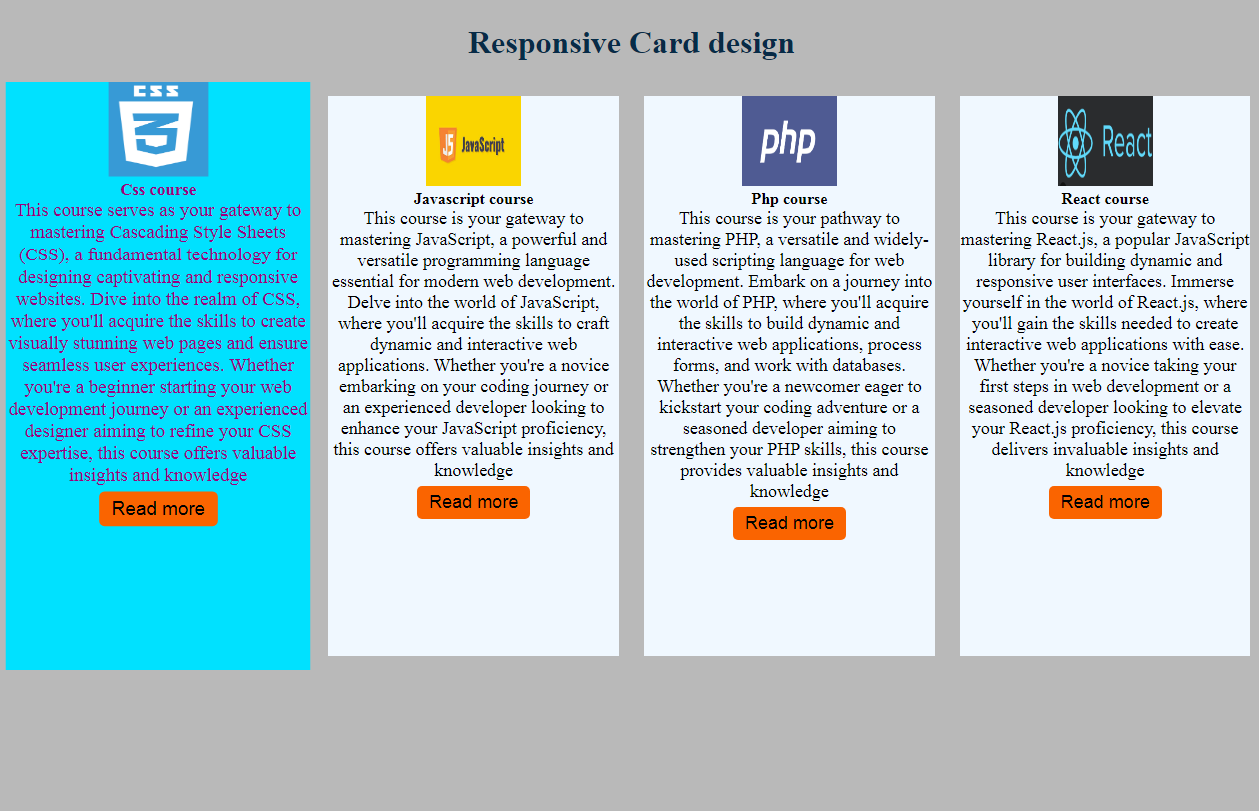 Responsive Card design
CSS
Css course
This course serves as your gateway to
mastering Cascading Style Sheets
(CSS), a fundamental technology for
designing captivating and responsive
websites. Dive into the realm of CSS,
where you'll acquire the skills to create
visually stunning web pages and ensure
seamless user experiences. Whether
you're a beginner starting your web
development journey or an experienced
designer aiming to refine your CSS
expertise, this course offers valuable
insights and knowledge
Read more
JS JavaScript
Javascript course
This course is your gateway to
mastering JavaScript, a powerful and
versatile programming language
essential for modern web development.
Delve into the world of JavaScript,
where you'll acquire the skills to craft
dynamic and interactive web
applications. Whether you're a novice
embarking on your coding journey or
an experienced developer looking to
enhance your JavaScript proficiency,
this course offers valuable insights and
knowledge
Read more
php
Php course
This course is your pathway to
mastering PHP, a versatile and widely-
used scripting language for web
development. Embark on a journey into
the world of PHP, where you'll acquire
the skills to build dynamic and
interactive web applications, process
forms, and work with databases.
Whether you're a newcomer eager to
kickstart your coding adventure or a
seasoned developer aiming to
strengthen your PHP skills, this course
provides valuable insights and
knowledge
Read more
React
React course
This course is your gateway to
mastering React.js, a popular JavaScript
library for building dynamic and
responsive user interfaces. Immerse
yourself in the world of React.js, where
you'll gain the skills needed to create
interactive web applications with ease.
Whether you're a novice taking your
first steps in web development or a
seasoned developer looking to elevate
your React.js proficiency, this course
delivers invaluable insights and
knowledge
Read more